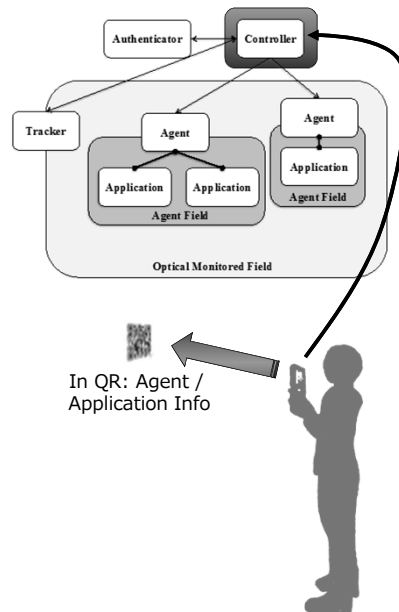 Authenticator
Controller
Tracker
Agent
Agent
Application
Application
Application
Agent Field
Agent Field
Optical Monitored Field
In QR: Agent /
Application Info